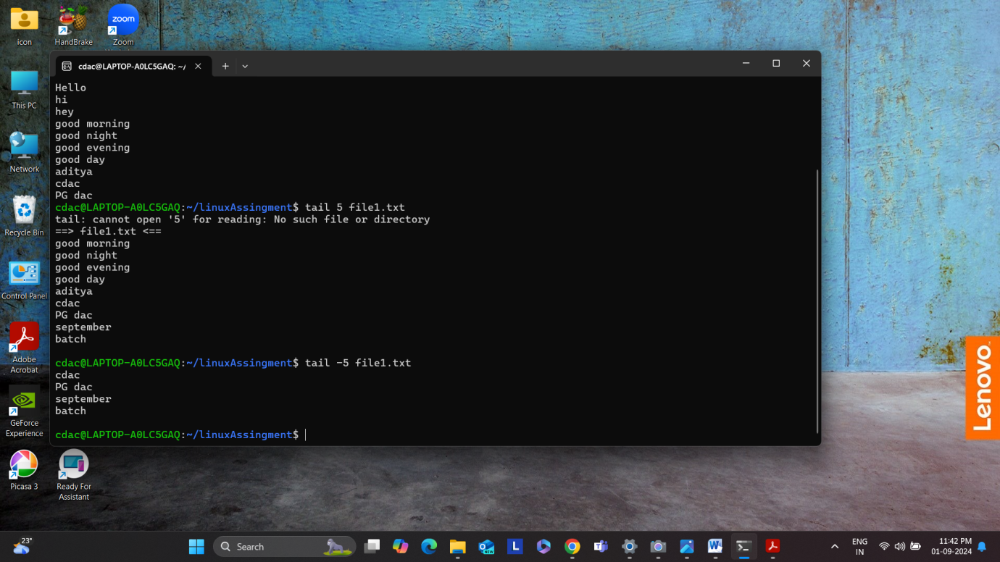 icon
HandBrake
zoom
Zoom
This PC
Network
Recycle Bin
Control Panel
Adobe
Acrobat
GeForce
Experience
Picasa 3
Ready For
Assistant
cdac@LAPTOP-A0LC5GAQ: ~/
Hello
hi
hey
good morning
good night
good evening
good day
aditya
cdac
PG dac
cdac@LAPTOP-A0LC5GAQ:~/linuxAssingment$ tail 5 file1.txt
tail: cannot open '5' for reading: No such file or directory
==> file1.txt <==
good morning
good night
good evening
good day
aditya
cdac
PG dac
september
batch
cdac@LAPTOP-A0LC5GAQ:~/linuxAssingment$ tail -5 file1.txt
cdac
PG dac
september
batch
cdac@LAPTOP-A0LC5GAQ:~/linuxAssingment$
Lenovo
23°
Search
NEW
L
W
ENG
IN
11:42 PM
01-09-2024